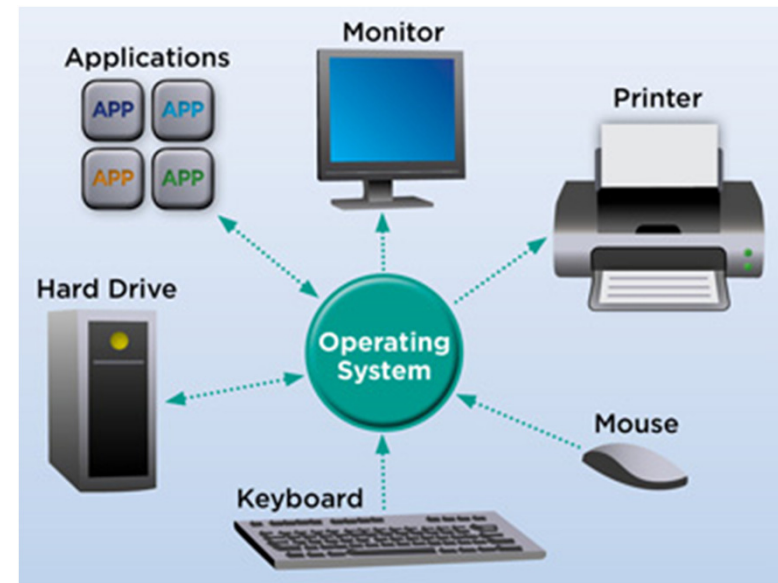 Monitor
Applications
APP APP
APP APP
Printer
Hard Drive
Operating
System
Mouse
Keyboard